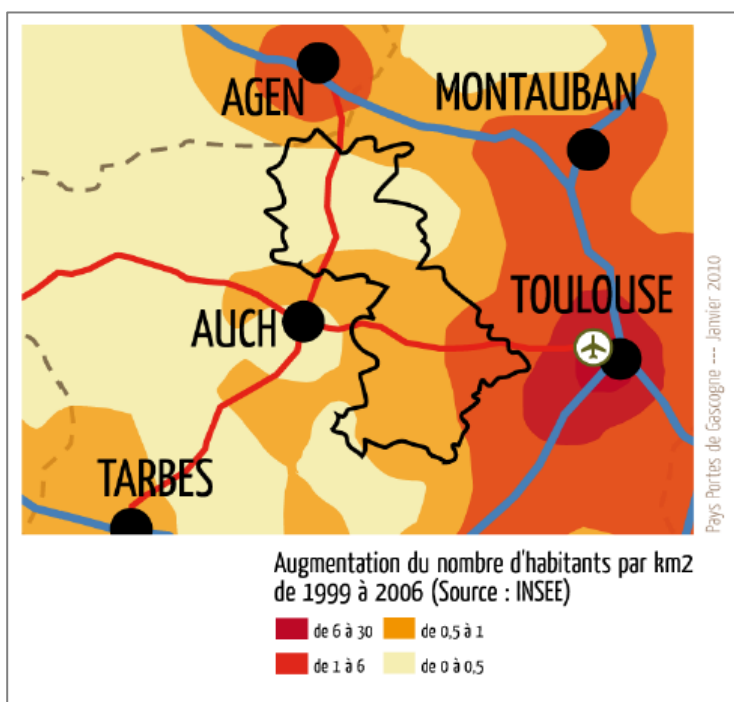 AGEN
MONTAUBAN
TOULOUSE
AUCH
TARBES
Pays Portes de Gascogne --- Janvier 2010
Augmentation du nombre d'habitants par km2
de 1999 à 2006 (Source : INSEE)
de 6 à 30
de 0,5 à 1
de 1 à 6
de 0 à 0,5